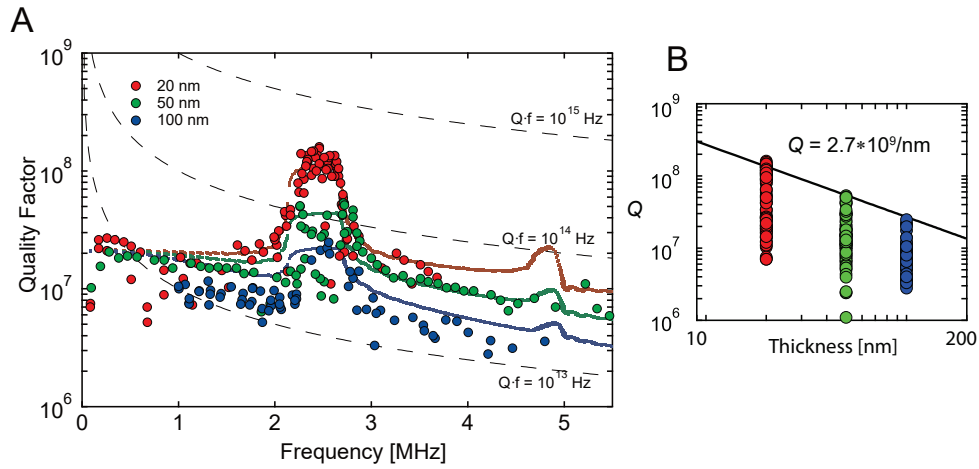 A
Quality Factor
10⁹
10⁸
10⁷
10⁶
20 nm
50 nm
100 nm
Q·f = 10¹⁵ Hz
Q·f = 10¹⁴ Hz
Q·f = 10¹³ Hz
0 1 2 3 4 5
Frequency [MHz]
B
Q
10⁹
10⁸
10⁷
10⁶
Q = 2.7*10⁹/nm
10 200
Thickness [nm]